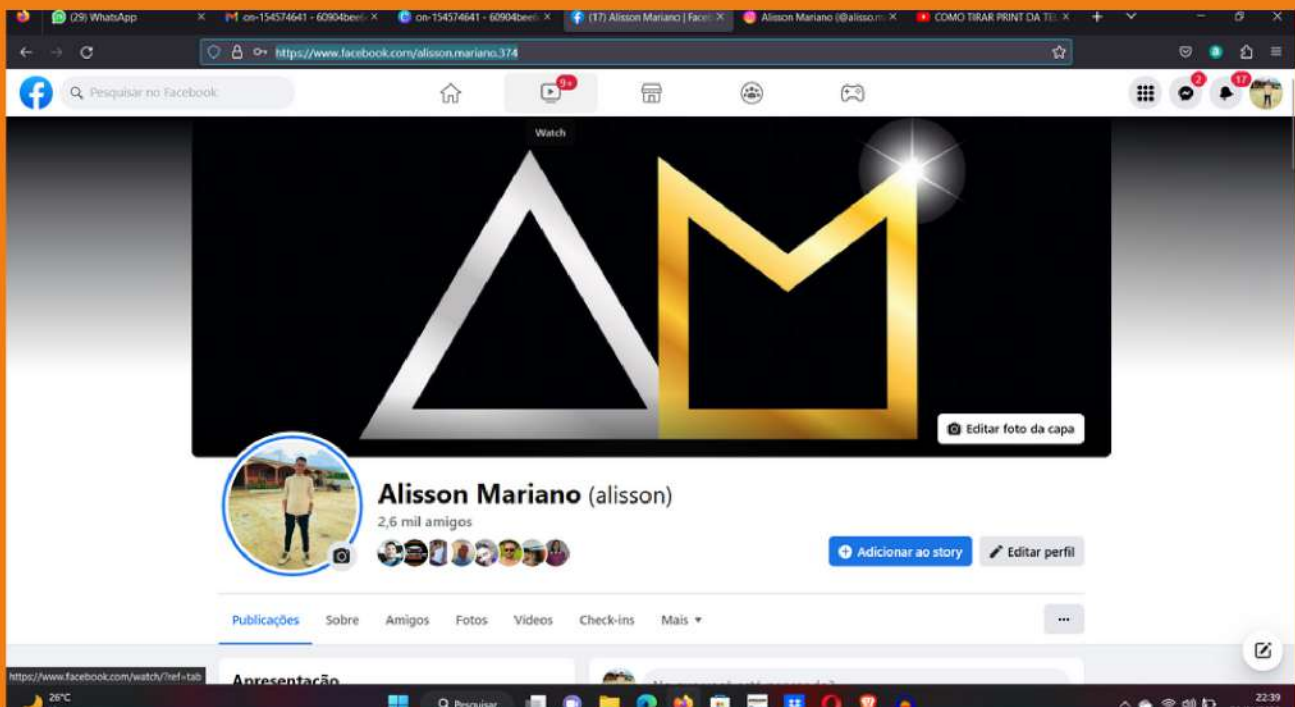 (29) WhatsApp
on-154574641 - 60904bee
on-154574641 - 60904bee
(17) Alisson Mariano | Face
Alisson Mariano (@alisso.m
COMO TIRAR PRINT DA TE
https://www.facebook.com/alisson.mariano.374
Pesquisar no Facebook
9+
2
17
Watch
AM
Editar foto da capa
Alisson Mariano (alisson)
2,6 mil amigos
Adicionar ao story
Editar perfil
Publicações Sobre Amigos Fotos Vídeos Check-ins Mais
Apresentação
https://www.facebook.com/watch/?ref=tab
26°C
Pesquisar
22:39